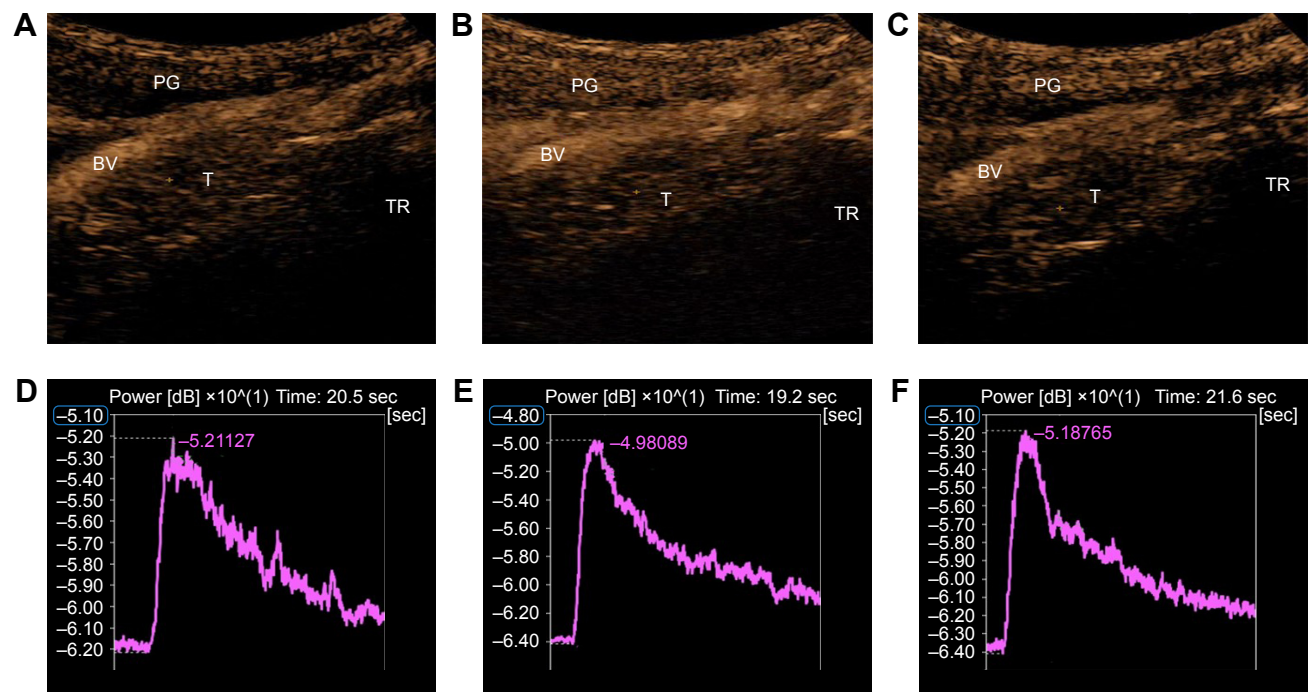 A
B
C
PG
BV
T
TR
PG
BV
T
TR
PG
BV
T
TR
D
Power [dB] ×10^(1) Time: 20.5 sec
–5.10
[sec]
–5.20
–5.21127
–5.30
–5.40
–5.50
–5.60
–5.70
–5.80
–5.90
–6.00
–6.10
–6.20
E
Power [dB] ×10^(1) Time: 19.2 sec
–4.80
[sec]
–5.00
–4.98089
–5.20
–5.40
–5.60
–5.80
–6.00
–6.20
–6.40
F
Power [dB] ×10^(1) Time: 21.6 sec
–5.10
[sec]
–5.20
–5.18765
–5.30
–5.40
–5.50
–5.60
–5.70
–5.80
–5.90
–6.00
–6.10
–6.20
–6.30
–6.40